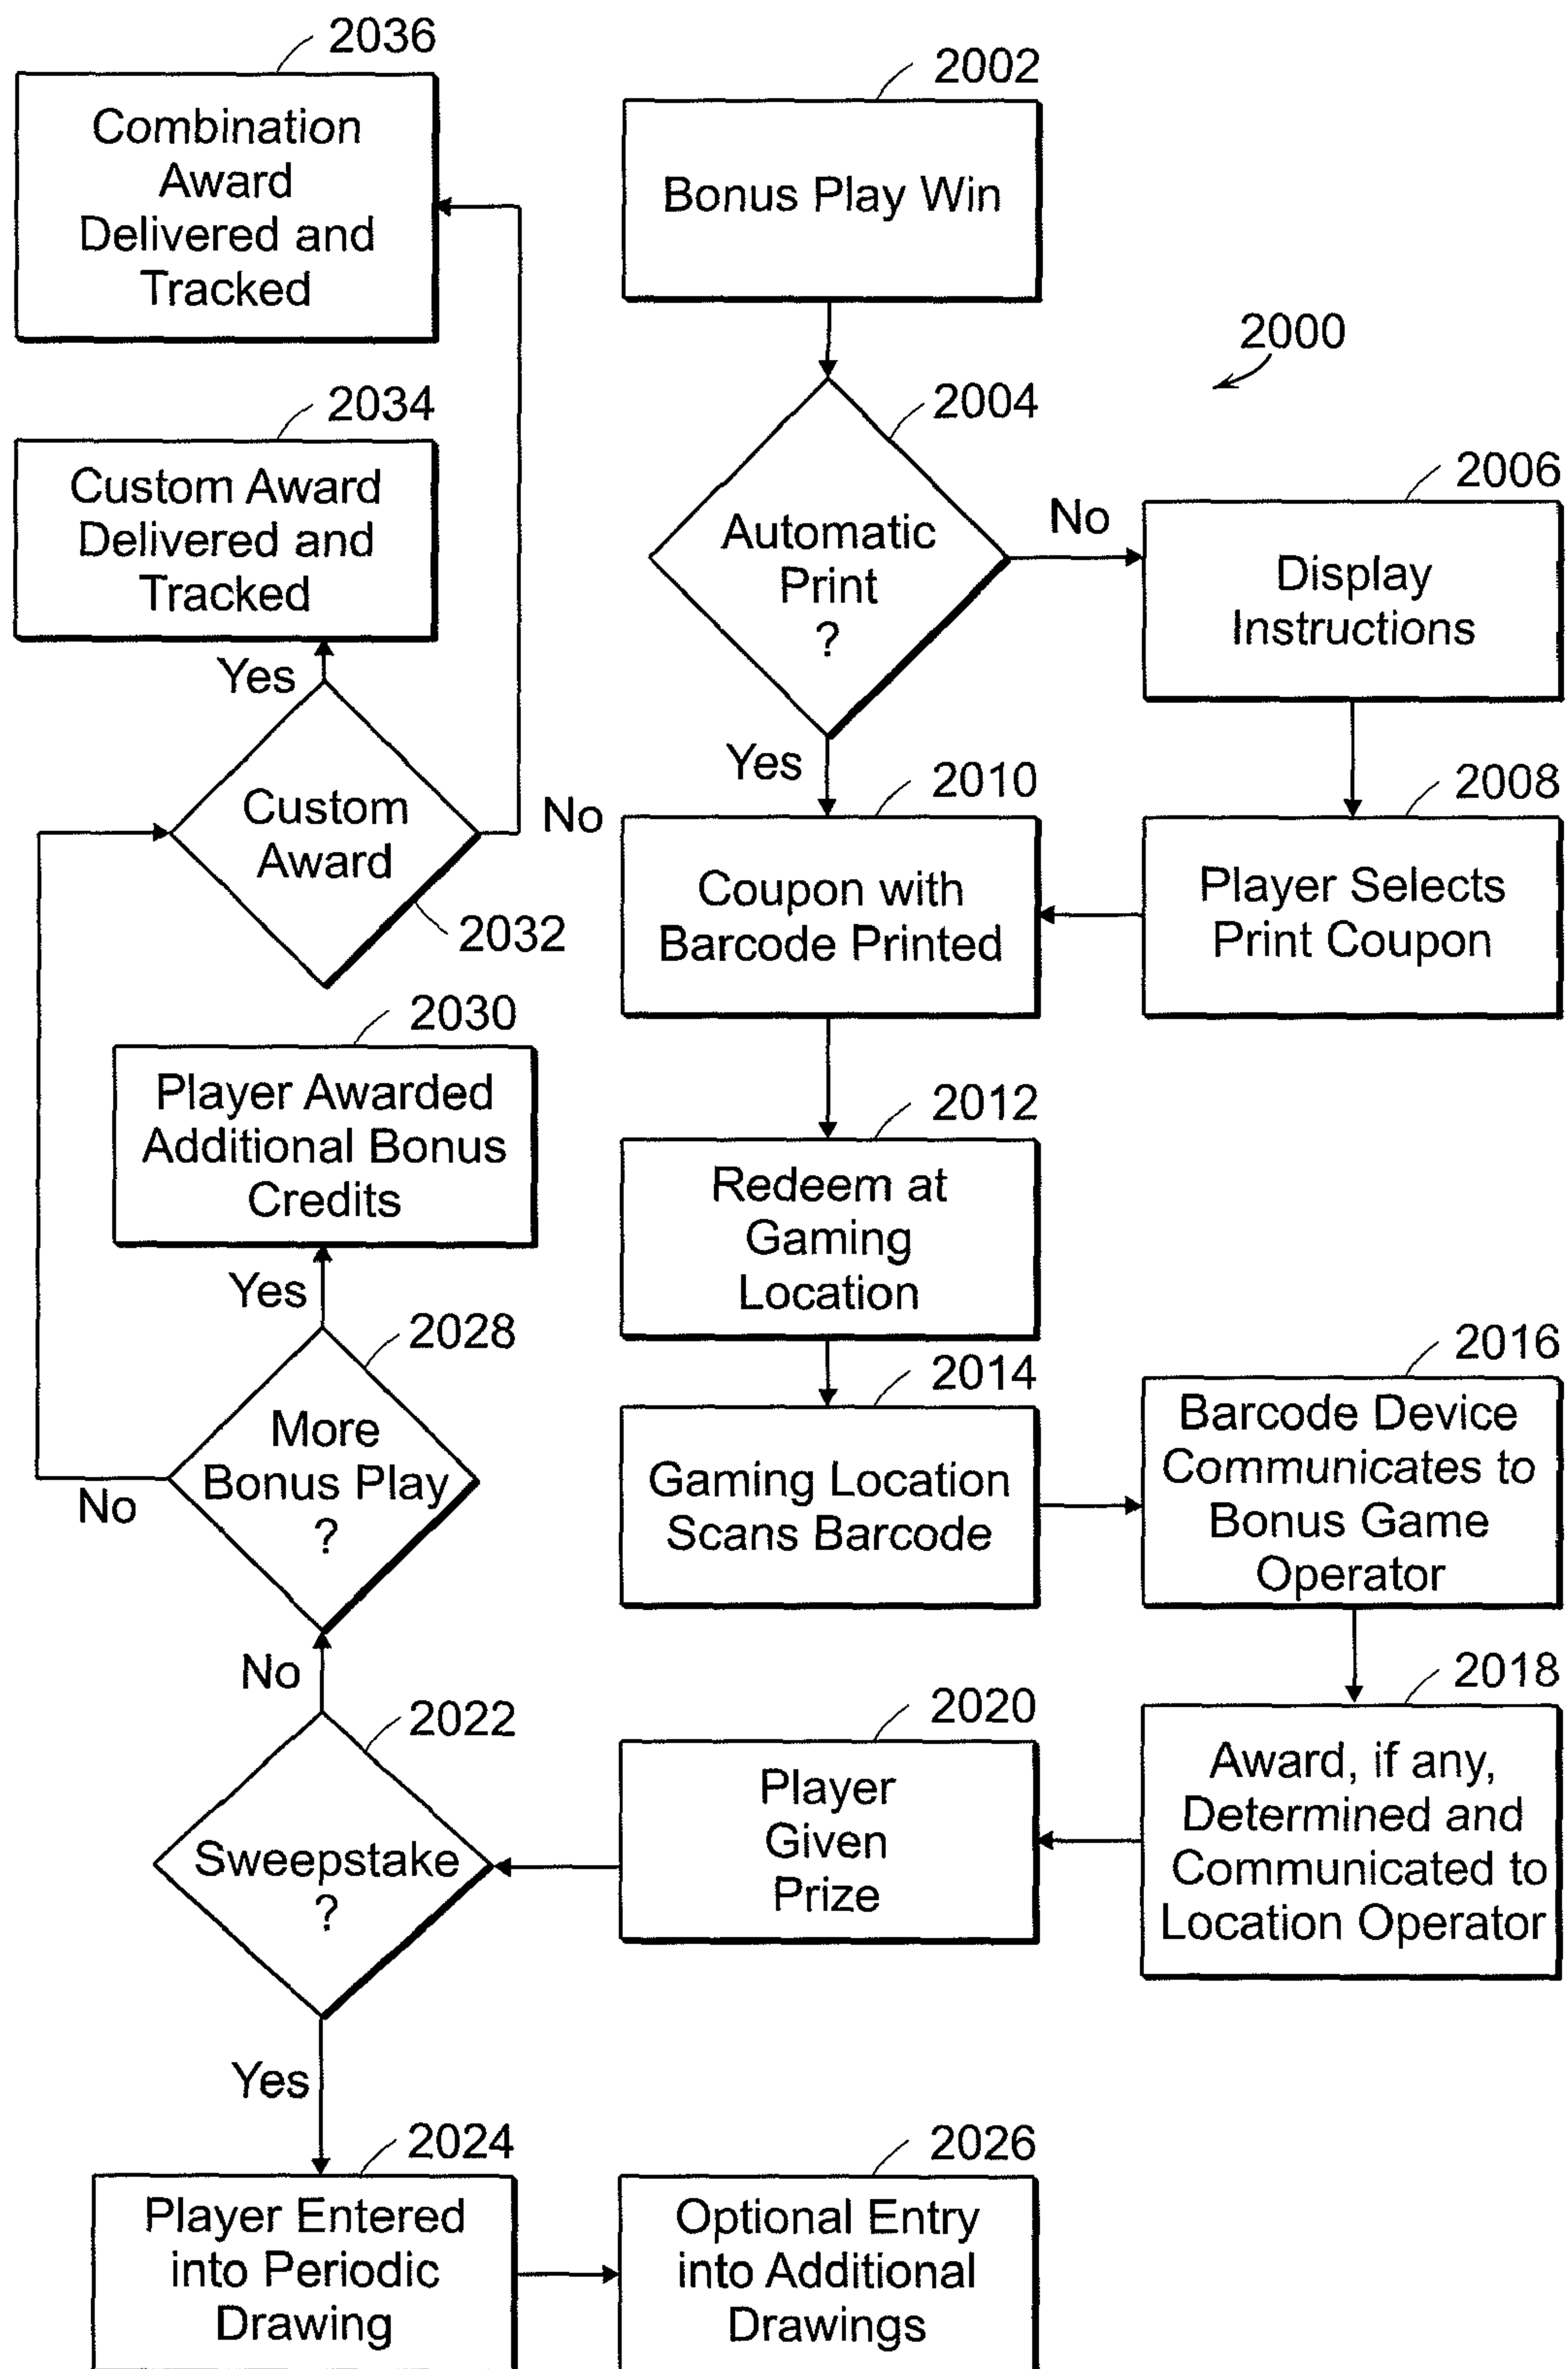 2002
Bonus Play Win
2000
2004
Automatic
Print
?
No
Yes
2006
Display
Instructions
2008
Player Selects
Print Coupon
2010
Coupon with
Barcode Printed
2012
Redeem at
Gaming
Location
2014
Gaming Location
Scans Barcode
2016
Barcode Device
Communicates to
Bonus Game
Operator
2018
Award, if any,
Determined and
Communicated to
Location Operator
2020
Player
Given
Prize
2022
Sweepstake
?
Yes
No
2024
Player Entered
into Periodic
Drawing
2026
Optional Entry
into Additional
Drawings
2028
More
Bonus Play
?
Yes
No
2030
Player Awarded
Additional Bonus
Credits
2032
Custom
Award
Yes
No
2034
Custom Award
Delivered and
Tracked
2036
Combination
Award
Delivered and
Tracked